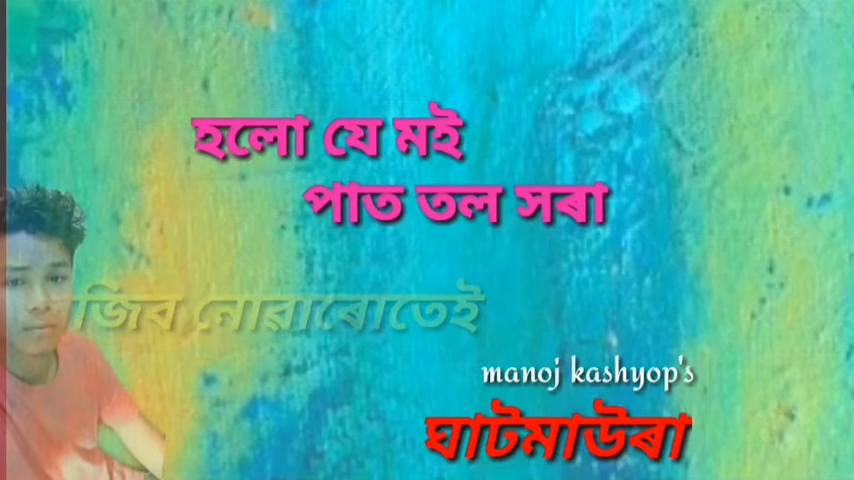 হলো যে মই
পাত তল সৰা
নোৱাৰোতেই
manoj kashyop's
ঘাটমাউৰা